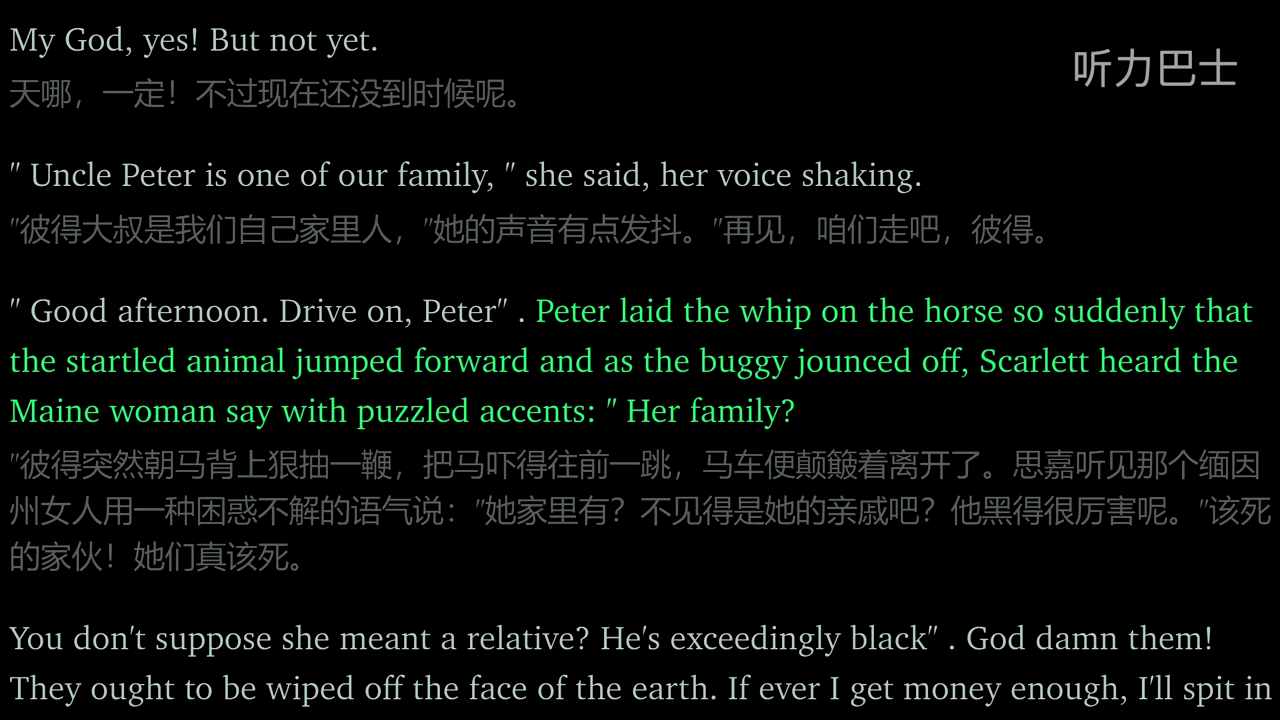 My God, yes! But not yet.
听力巴士
天哪，一定！不过现在还没到时候呢。
" Uncle Peter is one of our family, " she said, her voice shaking.
"彼得大叔是我们自己家里人，"她的声音有点发抖。"再见，咱们走吧，彼得。
" Good afternoon. Drive on, Peter" . Peter laid the whip on the horse so suddenly that
the startled animal jumped forward and as the buggy jounced off, Scarlett heard the
Maine woman say with puzzled accents: " Her family?
"彼得突然朝马背上狠抽一鞭，把马吓得往前一跳，马车便颠簸着离开了。思嘉听见那个缅因
州女人用一种困惑不解的语气说："她家里有？不见得是她的亲戚吧？他黑得很厉害呢。"该死
的家伙！她们真该死。
You don't suppose she meant a relative? He's exceedingly black" . God damn them!
They ought to be wiped off the face of the earth. If ever I get money enough, I'll spit in